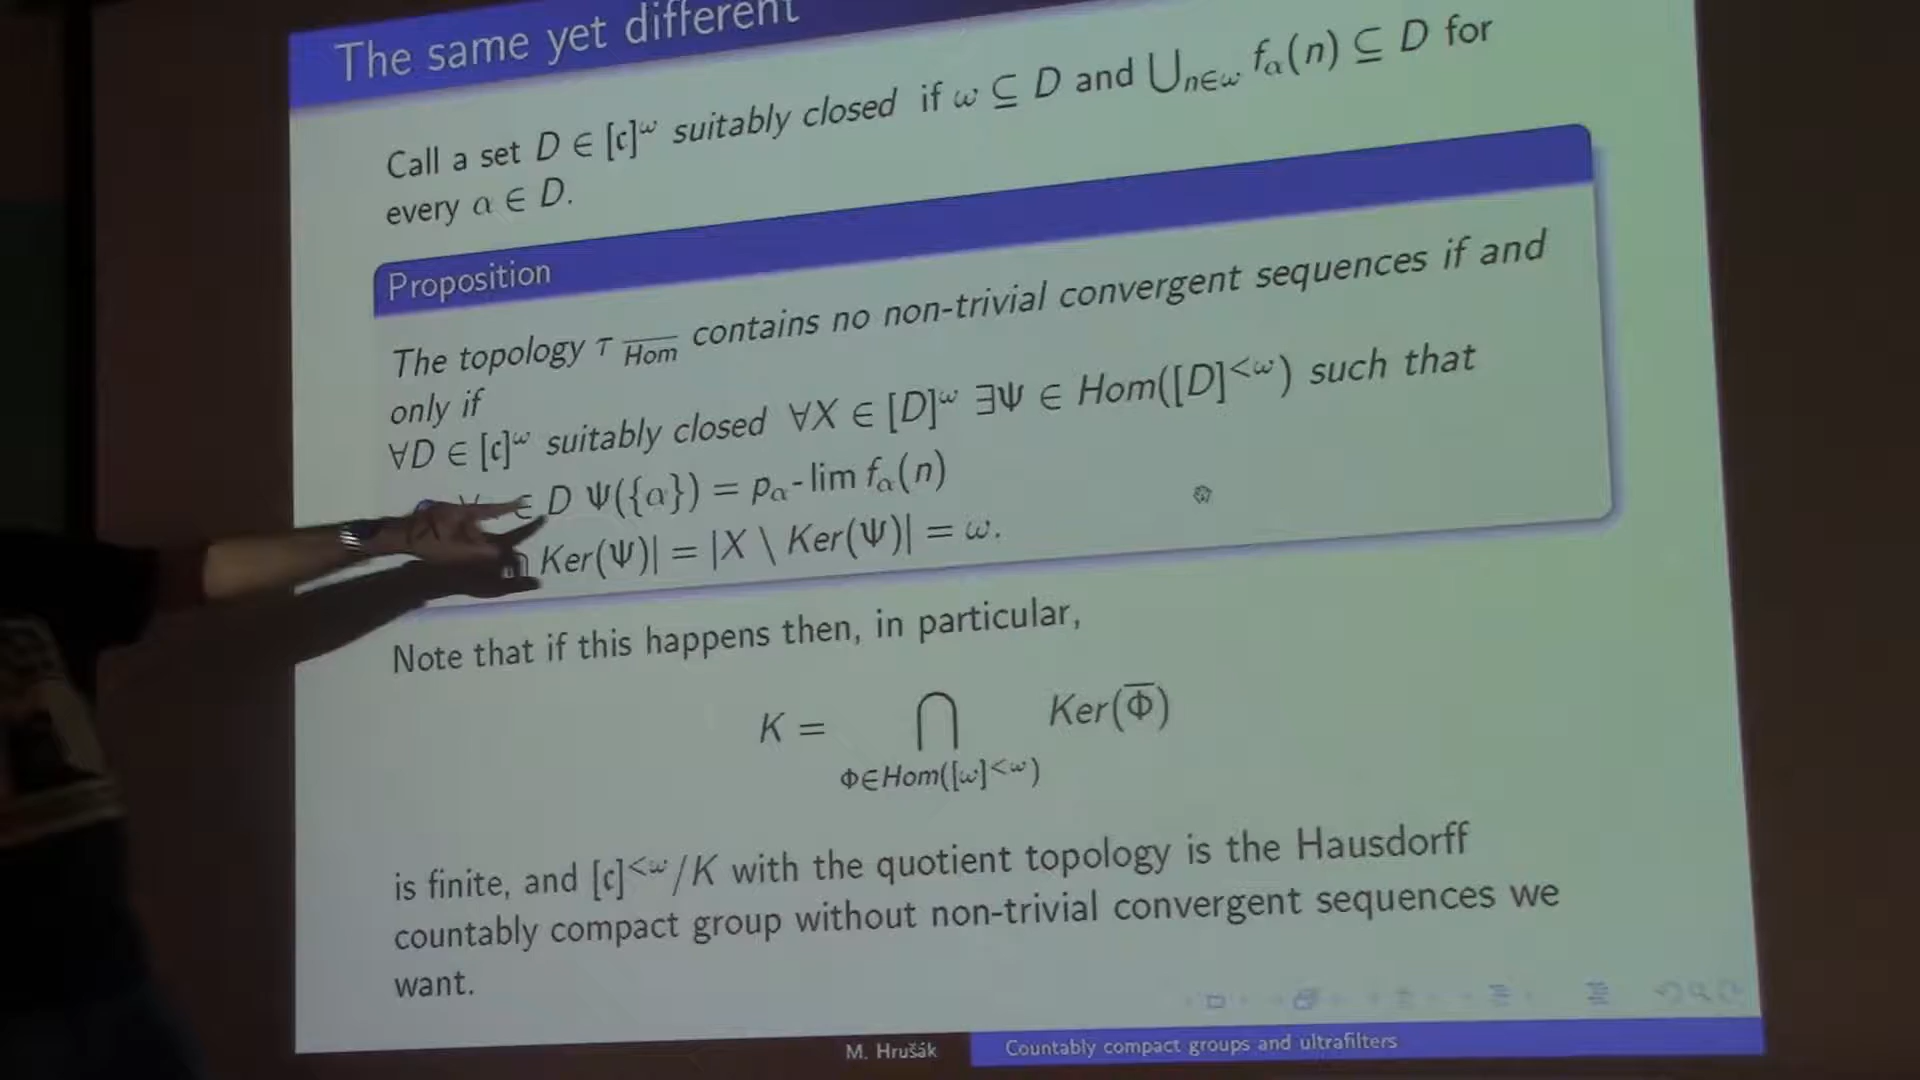 The same yet different
Call a set D ∈ [𝔠]^ω suitably closed if ω ⊆ D and ⋃_{n∈ω} f_α(n) ⊆ D for
every α ∈ D.
Proposition
The topology τ_{\overline{Hom}} contains no non-trivial convergent sequences if and
only if
∀D ∈ [𝔠]^ω suitably closed ∀X ∈ [D]^ω ∃Ψ ∈ Hom([D]^{<ω}) such that
∈ D Ψ({α}) = p_α-lim f_α(n)
Ker(Ψ)| = |X \ Ker(Ψ)| = ω.
Note that if this happens then, in particular,
K = ⋂_{Φ∈Hom([ω]^{<ω})} Ker(\overline{Φ})
is finite, and [𝔠]^{<ω}/K with the quotient topology is the Hausdorff
countably compact group without non-trivial convergent sequences we
want.
M. Hrušák Countably compact groups and ultrafilters